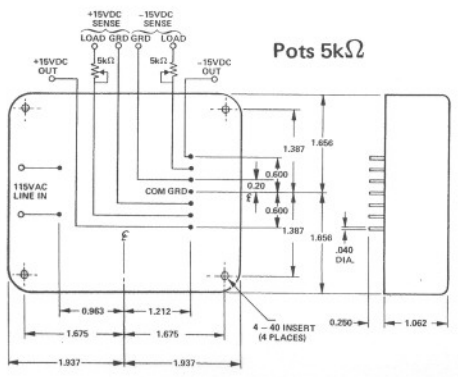 +15VDC
SENSE
-15VDC
SENSE
LOAD GRD GRD LOAD
+15VDC
OUT
5kΩ
5kΩ
-15VDC
OUT
Pots 5kΩ
115VAC
LINE IN
COM GRD
1.387
1.656
0.600
0.20
0.600
1.387
1.656
.040
DIA.
0.963
1.212
1.675
1.675
1.937
1.937
4 – 40 INSERT
(4 PLACES)
0.250
1.062